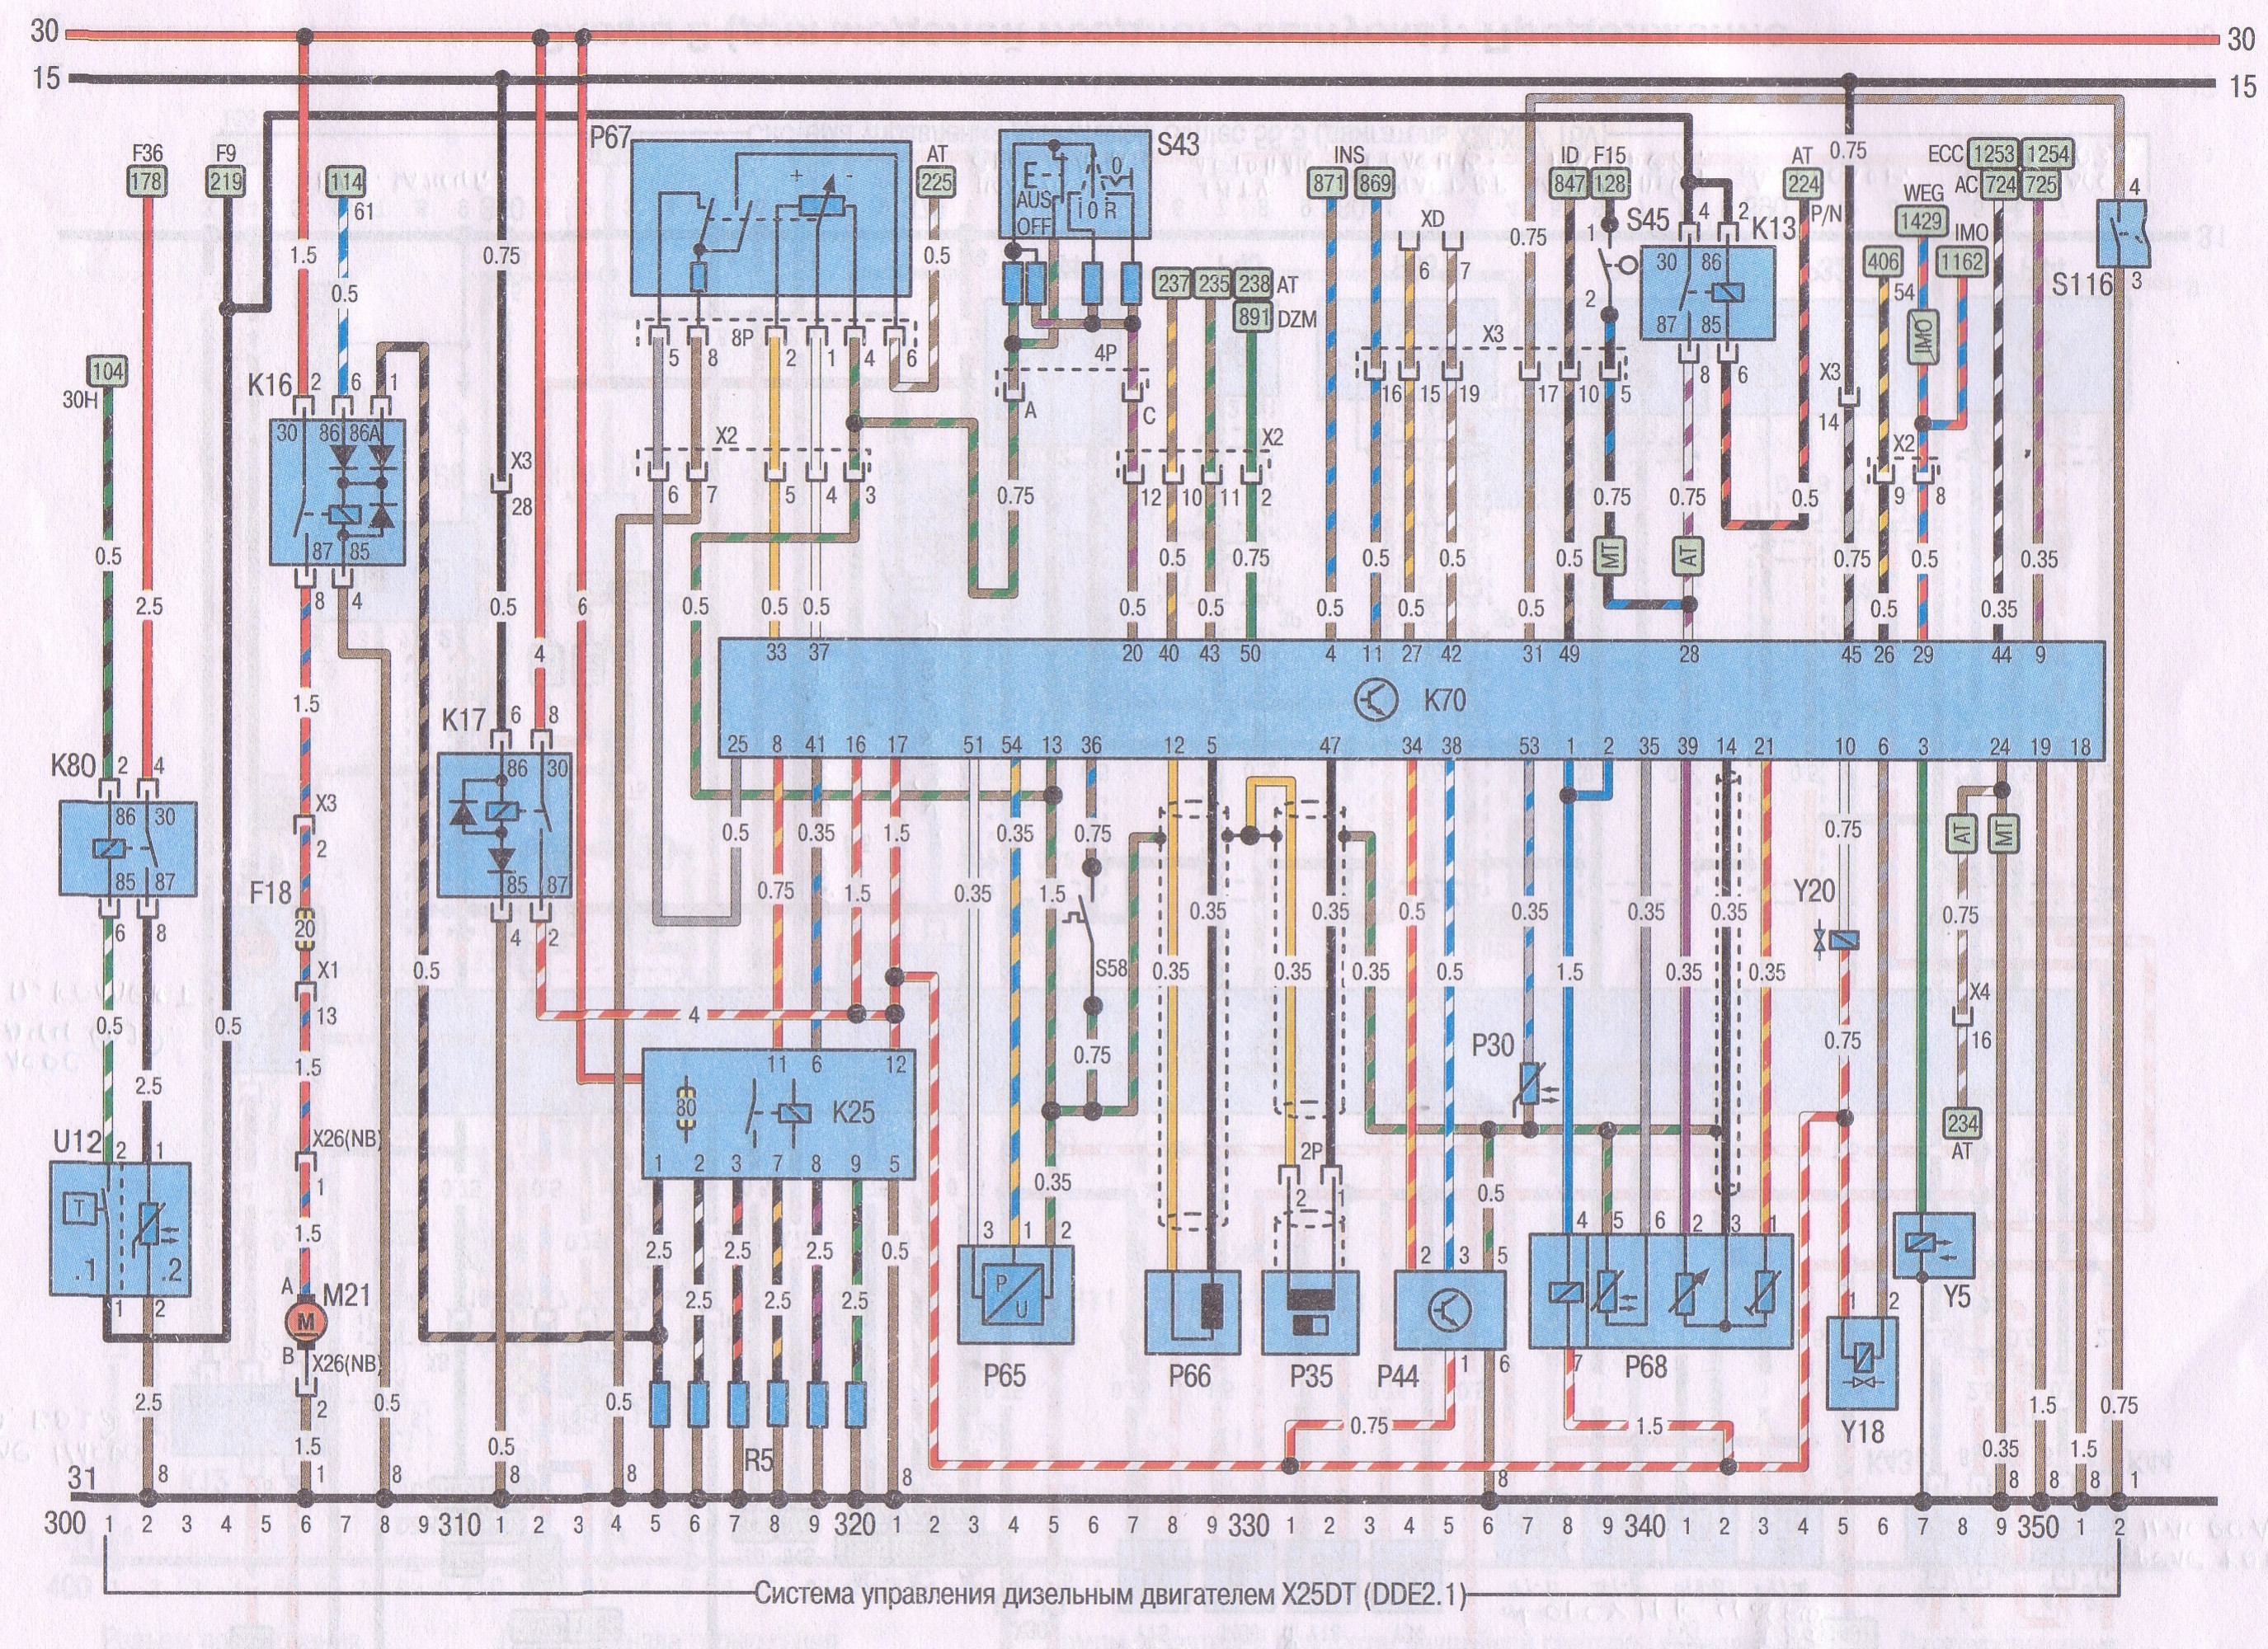 30 30
15 15
P67 S43
F36 F9 AT INS ID F15 AT 0.75 ECC 1253 1254
178 219 114 225 871 869 847 128 224 AC 724 725 4
61 + - E AUS OFF 0 i 0 R XD P/N WEG 1429 IMO
1.5 0.75 0.5 0.75 1 S45 4 2 K13 406 1162 S116 3
0.5 237 235 238 AT 6 7 30 86 54 IMO
891 DZM 2 87 85
104 5 8 8P 2 1 4 6 4P X3
30H K16 2 6 1 A C 16 15 19 17 10 5 8 6 X3
30 86 86A X2 X2 14 X2
X3 6 7 5 4 3 12 10 11 2 9 8
28 0.75 0.75 0.75 0.5
87 85 MT AT
0.5 0.5 0.5 0.75 0.5 0.5 0.75 0.5 0.35
8 4
2.5 0.5 6 0.5 0.5 0.5 0.5 0.5 0.5 0.5 0.5 0.5 0.35
4 33 37 20 40 43 50 4 11 27 42 31 49 28 45 26 29 44 9
1.5 K70
K17 6 8
25 8 41 16 17 51 54 13 36 12 5 47 34 38 53 1 2 35 39 14 21 10 6 3 24 19 18
K80 2 4 86 30
86 30 X3 0.5 0.35 1.5 0.35 1.5 0.75 0.75 AT MT
2
85 87 F18 85 87 0.75 1.5 0.35 Y20
20 0.35 0.35 0.5 0.35 0.35 0.35 0.75
6 8 4 2
X1 0.5 S58 0.35 0.35 0.35 0.5 1.5 0.35 0.35 X4
0.5 0.5 13 4 16
0.75 P30 0.75
1.5 11 6 12
2.5 80 K25
U12 2 1 X26(NB) 2P 234
1 2 3 7 8 9 5 AT
T 1 0.35 2 1 0.5
1.5 3 1 2 4 5 6 2 3 1
.1 .2 2.5 2.5 2.5 0.5 P U 2 3 5
1 2 A M21 2.5 2.5 2.5 1 2 Y5
M
B X26(NB) P65 P66 P35 P44 1 6 7 P68
2.5 2 0.5 0.5 0.75 1.5 Y18 1.5 0.75
1.5 0.5 R5 0.35 1.5
31 8 1 8 8 8 8 8 8 8 8 1
300 1 2 3 4 5 6 7 8 9 310 1 2 3 4 5 6 7 8 9 320 1 2 3 4 5 6 7 8 9 330 1 2 3 4 5 6 7 8 9 340 1 2 3 4 5 6 7 8 9 350 1 2
Система управления дизельным двигателем X25DT (DDE2.1)